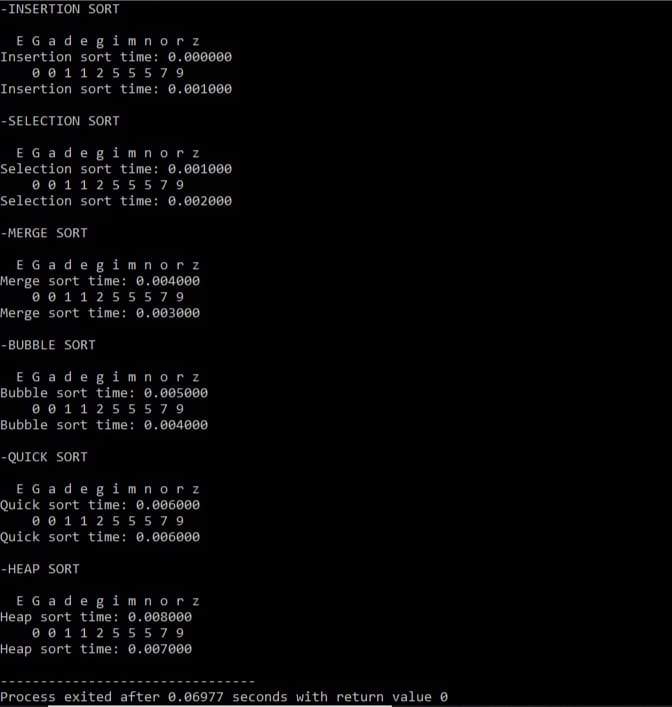 -INSERTION SORT
E G a d e g i m n o r z
Insertion sort time: 0.000000
0 0 1 1 2 5 5 5 7 9
Insertion sort time: 0.001000
-SELECTION SORT
E G a d e g i m n o r z
Selection sort time: 0.001000
0 0 1 1 2 5 5 5 7 9
Selection sort time: 0.002000
-MERGE SORT
E G a d e g i m n o r z
Merge sort time: 0.004000
0 0 1 1 2 5 5 5 7 9
Merge sort time: 0.003000
-BUBBLE SORT
E G a d e g i m n o r z
Bubble sort time: 0.005000
0 0 1 1 2 5 5 5 7 9
Bubble sort time: 0.004000
-QUICK SORT
E G a d e g i m n o r z
Quick sort time: 0.006000
0 0 1 1 2 5 5 5 7 9
Quick sort time: 0.006000
-HEAP SORT
E G a d e g i m n o r z
Heap sort time: 0.008000
0 0 1 1 2 5 5 5 7 9
Heap sort time: 0.007000
--------------------------------
Process exited after 0.06977 seconds with return value 0